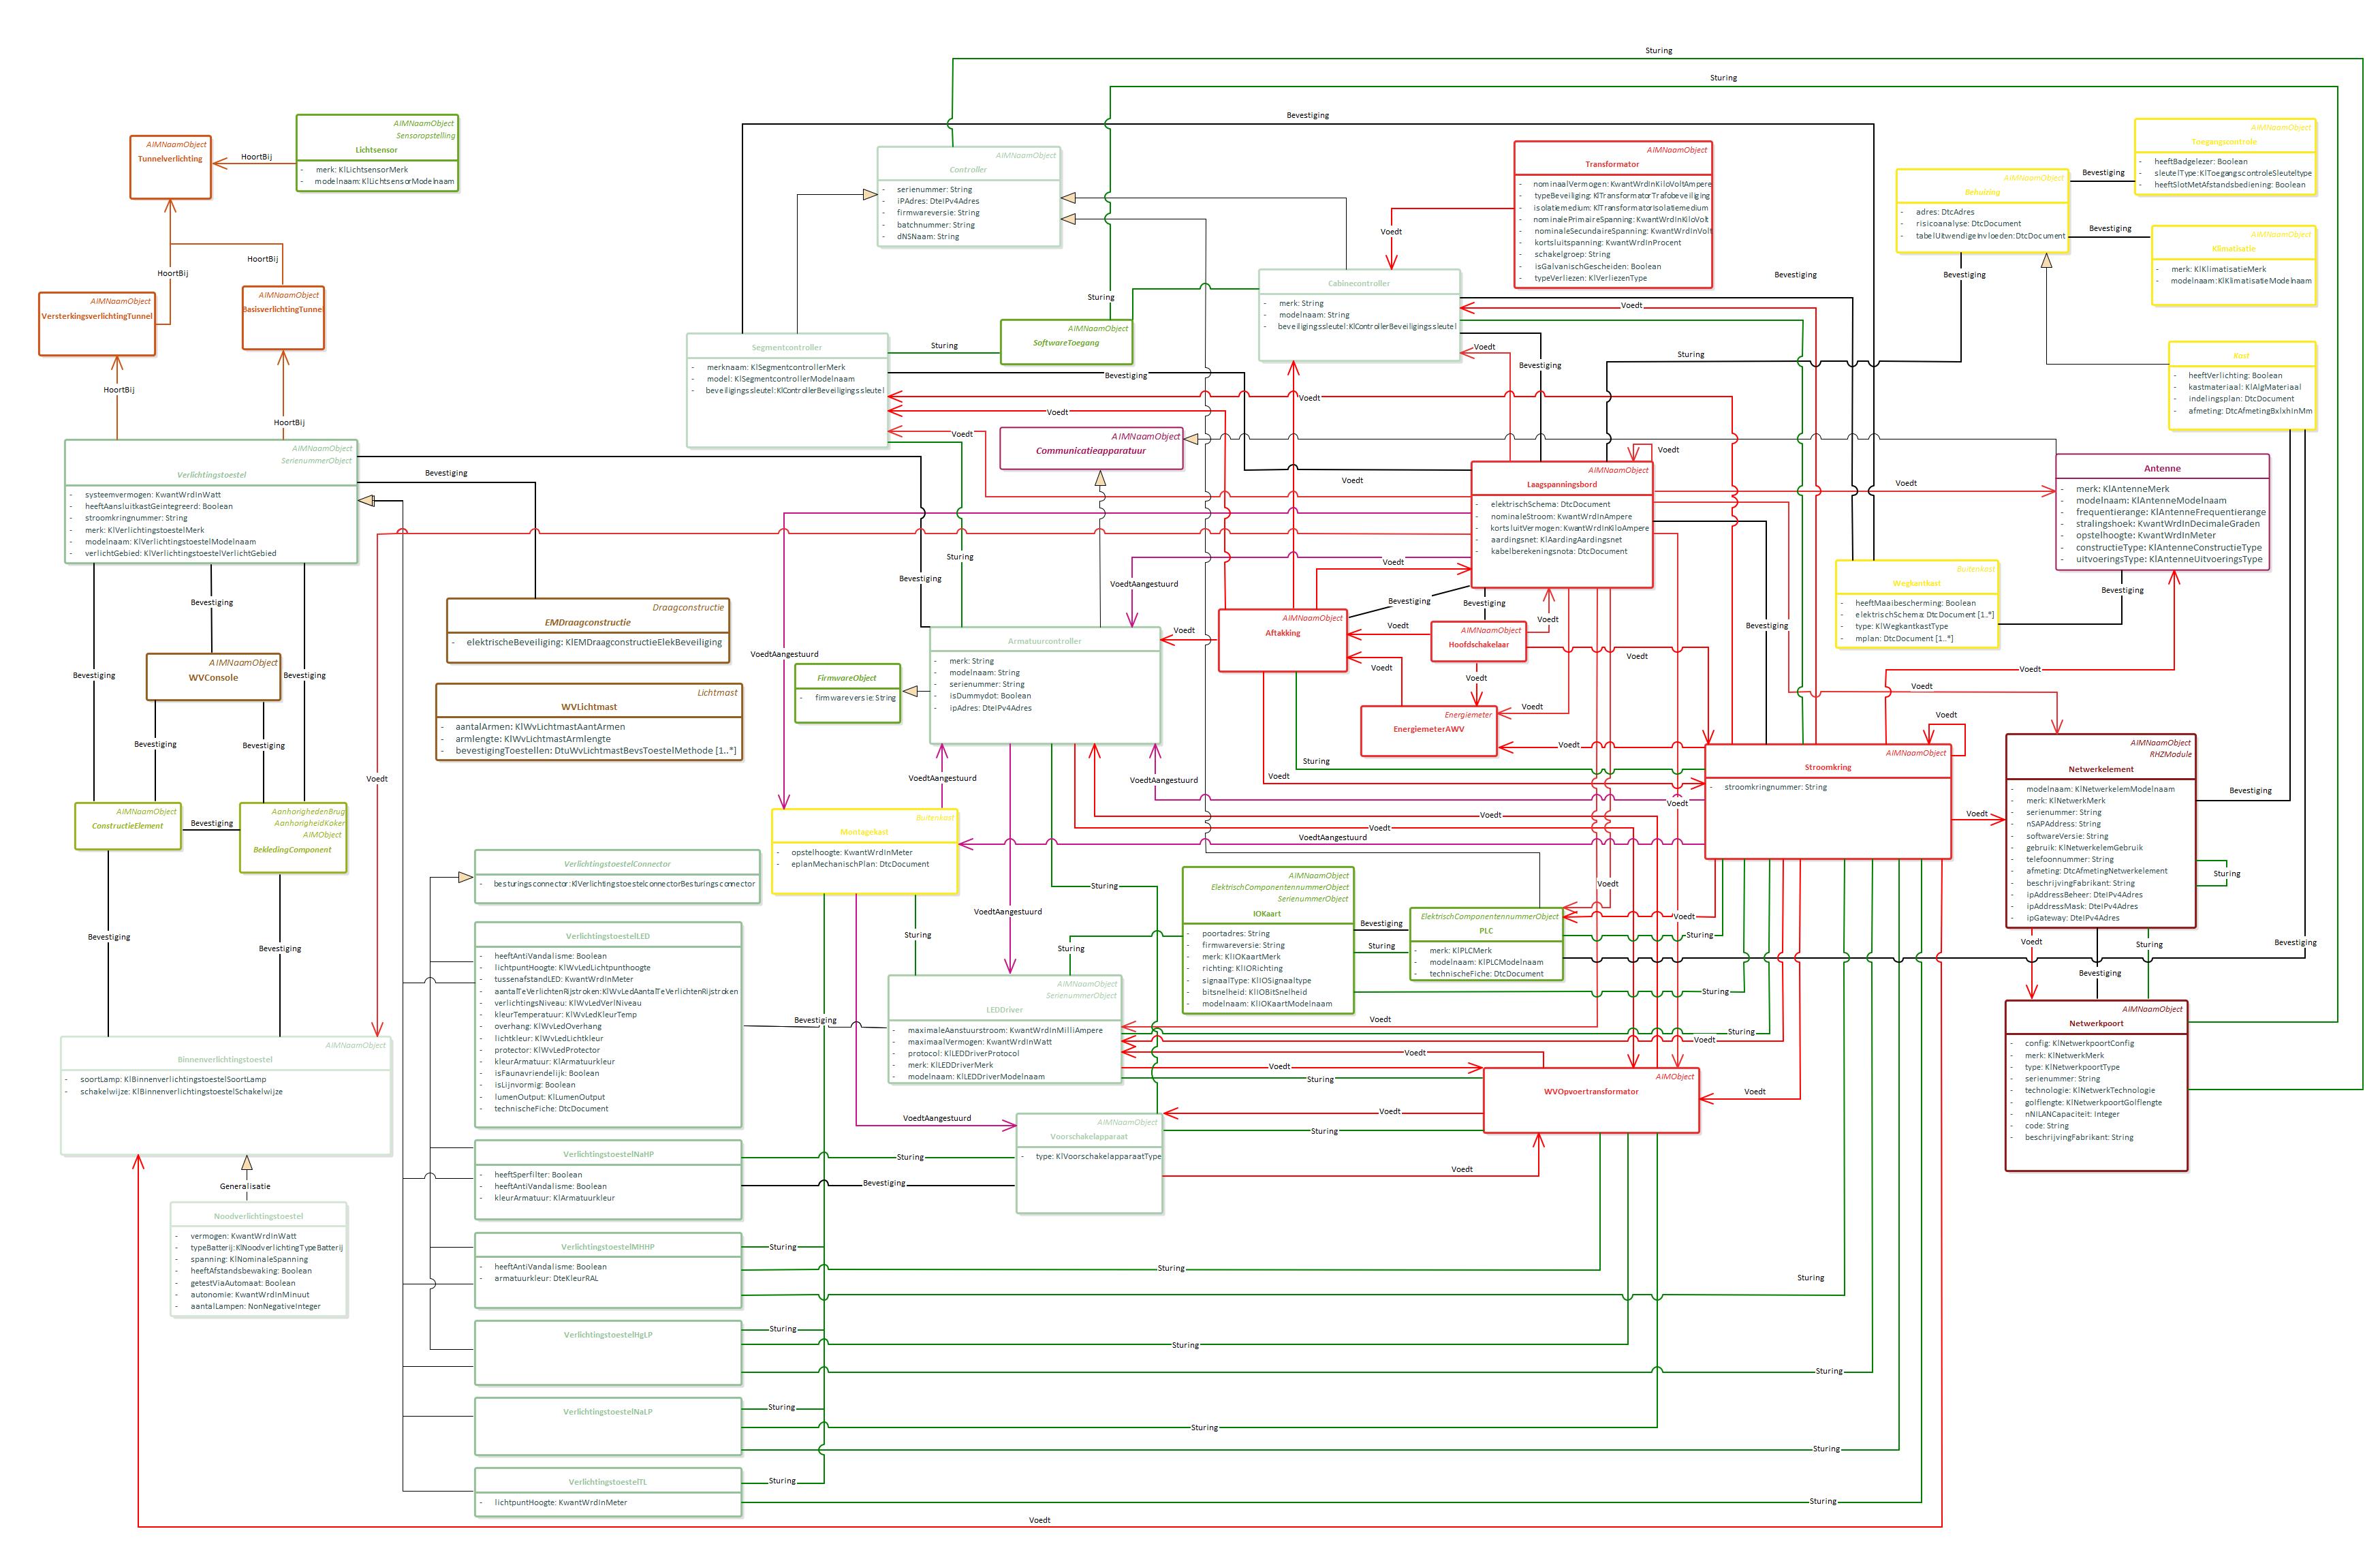 Sturing
Sturing
Bevestiging
AIMNaamObject
Sensoropstelling
Lichtsensor
- merk: KlLichtsensorMerk
- modelnaam: KlLichtsensorModelnaam
HoortBij
AIMNaamObject
Tunnelverlichting
HoortBij
HoortBij
AIMNaamObject
VersterkingsverlichtingTunnel
AIMNaamObject
BasisverlichtingTunnel
HoortBij
HoortBij
AIMNaamObject
Controller
- serienummer: String
- iPAdres: DteIPv4Adres
- firmwareversie: String
- batchnummer: String
- dNSNaam: String
AIMNaamObject
Transformator
- nominaalVermogen: KwantWrdInKiloVoltAmpere
- typeBeveiliging: KlTransformatorTrafobeveiliging
- isolatiemedium: KlTransformatorIsolatiemedium
- nominalePrimaireSpanning: KwantWrdInKiloVolt
- nominaleSecundaireSpanning: KwantWrdInVolt
- kortsluitspanning: KwantWrdInProcent
- schakelgroep: String
- isGalvanischGescheiden: Boolean
- typeVerliezen: KlVerliezenType
Voedt
AIMNaamObject
Toegangscontrole
- heeftBadgelezer: Boolean
- sleutelType: KlToegangscontroleSleuteltype
- heeftSlotMetAfstandsbediening: Boolean
Bevestiging
AIMNaamObject
Behuizing
- adres: DtcAdres
- risicoanalyse: DtcDocument
- tabelUitwendigeInvloeden:DtcDocument
Bevestiging
AIMNaamObject
Klimatisatie
- merk: KlKlimatisatieMerk
- modelnaam:KlKlimatisatieModelnaam
Bevestiging
Bevestiging
Cabinecontroller
- merk: String
- modelnaam: String
- beveiligingssleutel:KlControllerBeveiligingssleutel
Voedt
Voedt
Bevestiging
Sturing
Sturing
AIMNaamObject
SoftwareToegang
Sturing
Segmentcontroller
- merknaam: KlSegmentcontrollerMerk
- model: KlSegmentcontrollerModelnaam
- beveiligingssleutel:KlControllerBeveiligingssleutel
Bevestiging
Voedt
Voedt
Voedt
AIMNaamObject
Kast
- heeftVerlichting: Boolean
- kastmateriaal: KlAlgMateriaal
- indelingsplan: DtcDocument
- afmeting: DtcAfmetingBxlxhInMm
AIMNaamObject
Communicatieapparatuur
AIMNaamObject
SerienummerObject
Verlichtingstoestel
- systeemvermogen: KwantWrdInWatt
- heeftAansluitkastGeintegreerd: Boolean
- stroomkringnummer: String
- merk: KlVerlichtingstoestelMerk
- modelnaam: KlVerlichtingstoestelModelnaam
- verlichtGebied: KlVerlichtingstoestelVerlichtGebied
Bevestiging
Voedt
Voedt
AIMNaamObject
Laagspanningsbord
- elektrischSchema: DtcDocument
- nominaleStroom: KwantWrdInAmpere
- kortsluitVermogen: KwantWrdInKiloAmpere
- aardingsnet: KlAardingAardingsnet
- kabelberekeningsnota: DtcDocument
Voedt
Antenne
- merk: KlAntenneMerk
- modelnaam: KlAntenneModelnaam
- frequentierange: KlAntenneFrequentierange
- stralingshoek: KwantWrdInDecimaleGraden
- opstelhoogte: KwantWrdInMeter
- constructieType: KlAntenneConstructieType
- uitvoeringsType: KlAntenneUitvoeringsType
Sturing
Bevestiging
VoedtAangestuurd
Voedt
Buitenkast
Wegkantkast
- heeftMaaibescherming: Boolean
- elektrischSchema: DtcDocument [1..*]
- type: KlWegkantkastType
- mplan: DtcDocument [1..*]
Bevestiging
Bevestiging
Bevestiging
Bevestiging
Bevestiging
Draagconstructie
EMDraagconstructie
- elektrischeBeveiliging: KlEMDraagconstructieElekBeveiliging
VoedtAangestuurd
Armatuurcontroller
- merk: String
- modelnaam: String
- serienummer: String
- isDummydot: Boolean
- ipAdres: DteIPv4Adres
Voedt
AIMNaamObject
Aftakking
Voedt
AIMNaamObject
Hoofdschakelaar
Voedt
Voedt
Voedt
Voedt
Voedt
Voedt
AIMNaamObject
WVConsole
Bevestiging
Bevestiging
AIMNaamObject
FirmwareObject
- firmwareversie:String
Lichtmast
WVLichtmast
- aantalArmen: KlWvLichtmastAantArmen
- armlengte: KlWvLichtmastArmlengte
- bevestigingToestellen: DtuWvLichtmastBevsToestelMethode [1..*]
Energiemeter
EnergiemeterAWV
Voedt
Voedt
Voedt
Bevestiging
Bevestiging
Voedt
VoedtAangestuurd
VoedtAangestuurd
Voedt
Sturing
AIMNaamObject
Stroomkring
- stroomkringnummer: String
AIMNaamObject
RHZModule
Netwerkelement
- modelnaam: KlNetwerkelemModelnaam
- merk: KlNetwerkMerk
- serienummer: String
- nSAPAddress: String
- softwareVersie: String
- gebruik: KlNetwerkelemGebruik
- telefoonnummer: String
- afmeting: DtcAfmetingNetwerkelement
- beschrijvingFabrikant: String
- ipAddressBeheer: DteIPv4Adres
- ipAddressMask: DteIPv4Adres
- ipGateway: DteIPv4Adres
Bevestiging
Voedt
Sturing
AIMNaamObject
ConstructieElement
Bevestiging
AanhorighedenBrug
AanhorigheidKoker
AIMObject
BekledingComponent
Buitenkast
Montagekast
- opstelhoogte: KwantWrdInMeter
- eplanMechanischPlan: DtcDocument
Voedt
Voedt
Voedt
VoedtAangestuurd
VerlichtingstoestelConnector
- besturingsconnector:KlVerlichtingstoestelconnectorBesturingsconnector
Sturing
VoedtAangestuurd
Sturing
Sturing
AIMNaamObject
ElektrischComponentennummerObject
SerienummerObject
IOKaart
- poortadres: String
- firmwareversie: String
- merk: KlIOKaartMerk
- richting: KlIORichting
- signaalType: KlIOSignaaltype
- bitsnelheid: KlIOBitSnelheid
- modelnaam: KlIOKaartModelnaam
Bevestiging
Sturing
ElektrischComponentennummerObject
PLC
- merk: KlPLCMerk
- modelnaam: KlPLCModelnaam
- technischeFiche: DtcDocument
Voedt
Voedt
Sturing
Sturing
Bevestiging
Bevestiging
Voedt
Bevestiging
Sturing
Bevestiging
VerlichtingstoestelLED
- heeftAntiVandalisme: Boolean
- lichtpuntHoogte: KlWvLedLichtpunthoogte
- tussenafstandLED: KwantWrdInMeter
- aantalTeVerlichtenRijstroken:KlWvLedAantalTeVerlichtenRijstroken
- verlichtingsNiveau: KlWvLedVerlNiveau
- kleurTemperatuur: KlWvLedKleurTemp
- overhang: KlWvLedOverhang
- lichtkleur: KlWvLedLichtkleur
- protector: KlWvLedProtector
- kleurArmatuur: KlArmatuurkleur
- isFaunavriendelijk: Boolean
- isLijnvormig: Boolean
- lumenOutput: KlLumenOutput
- technischeFiche: DtcDocument
Bevestiging
AIMNaamObject
SerienummerObject
LEDDriver
- maximaleAanstuurstroom: KwantWrdInMilliAmpere
- maximaalVermogen: KwantWrdInWatt
- protocol: KlLEDDriverProtocol
- merk: KlLEDDriverMerk
- modelnaam: KlLEDDriverModelnaam
Voedt
Sturing
Voedt
Voedt
Voedt
Sturing
AIMNaamObject
Netwerkpoort
- config: KlNetwerkpoortConfig
- merk: KlNetwerkMerk
- type: KlNetwerkpoortType
- serienummer: String
- technologie: KlNetwerkTechnologie
- golflengte: KlNetwerkpoortGolflengte
- nNILANCapaciteit: Integer
- code: String
- beschrijvingFabrikant: String
AIMNaamObject
Binnenverlichtingstoestel
- soortLamp: KlBinnenverlichtingstoestelSoortLamp
- schakelwijze: KlBinnenverlichtingstoestelSchakelwijze
AIMObject
WVOpvoertransformator
Voedt
VoedtAangestuurd
Voedt
Sturing
AIMNaamObject
Voorschakelapparaat
- type: KlVoorschakelapparaatType
Voedt
VerlichtingstoestelNaHP
- heeftSperfilter: Boolean
- heeftAntiVandalisme: Boolean
- kleurArmatuur: KlArmatuurkleur
Sturing
Bevestiging
Generalisatie
Noodverlichtingstoestel
- vermogen: KwantWrdInWatt
- typeBatterij:KlNoodverlichtingTypeBatterij
- spanning: KlNominaleSpanning
- heeftAfstandsbewaking: Boolean
- getestViaAutomaat: Boolean
- autonomie: KwantWrdInMinuut
- aantalLampen: NonNegativeInteger
VerlichtingstoestelMHHP
- heeftAntiVandalisme: Boolean
- armatuurkleur: DteKleurRAL
Sturing
Sturing
Sturing
VerlichtingstoestelHgLP
Sturing
Sturing
Sturing
VerlichtingstoestelNaLP
Sturing
Sturing
Sturing
VerlichtingstoestelTL
- lichtpuntHoogte: KwantWrdInMeter
Sturing
Sturing
Voedt